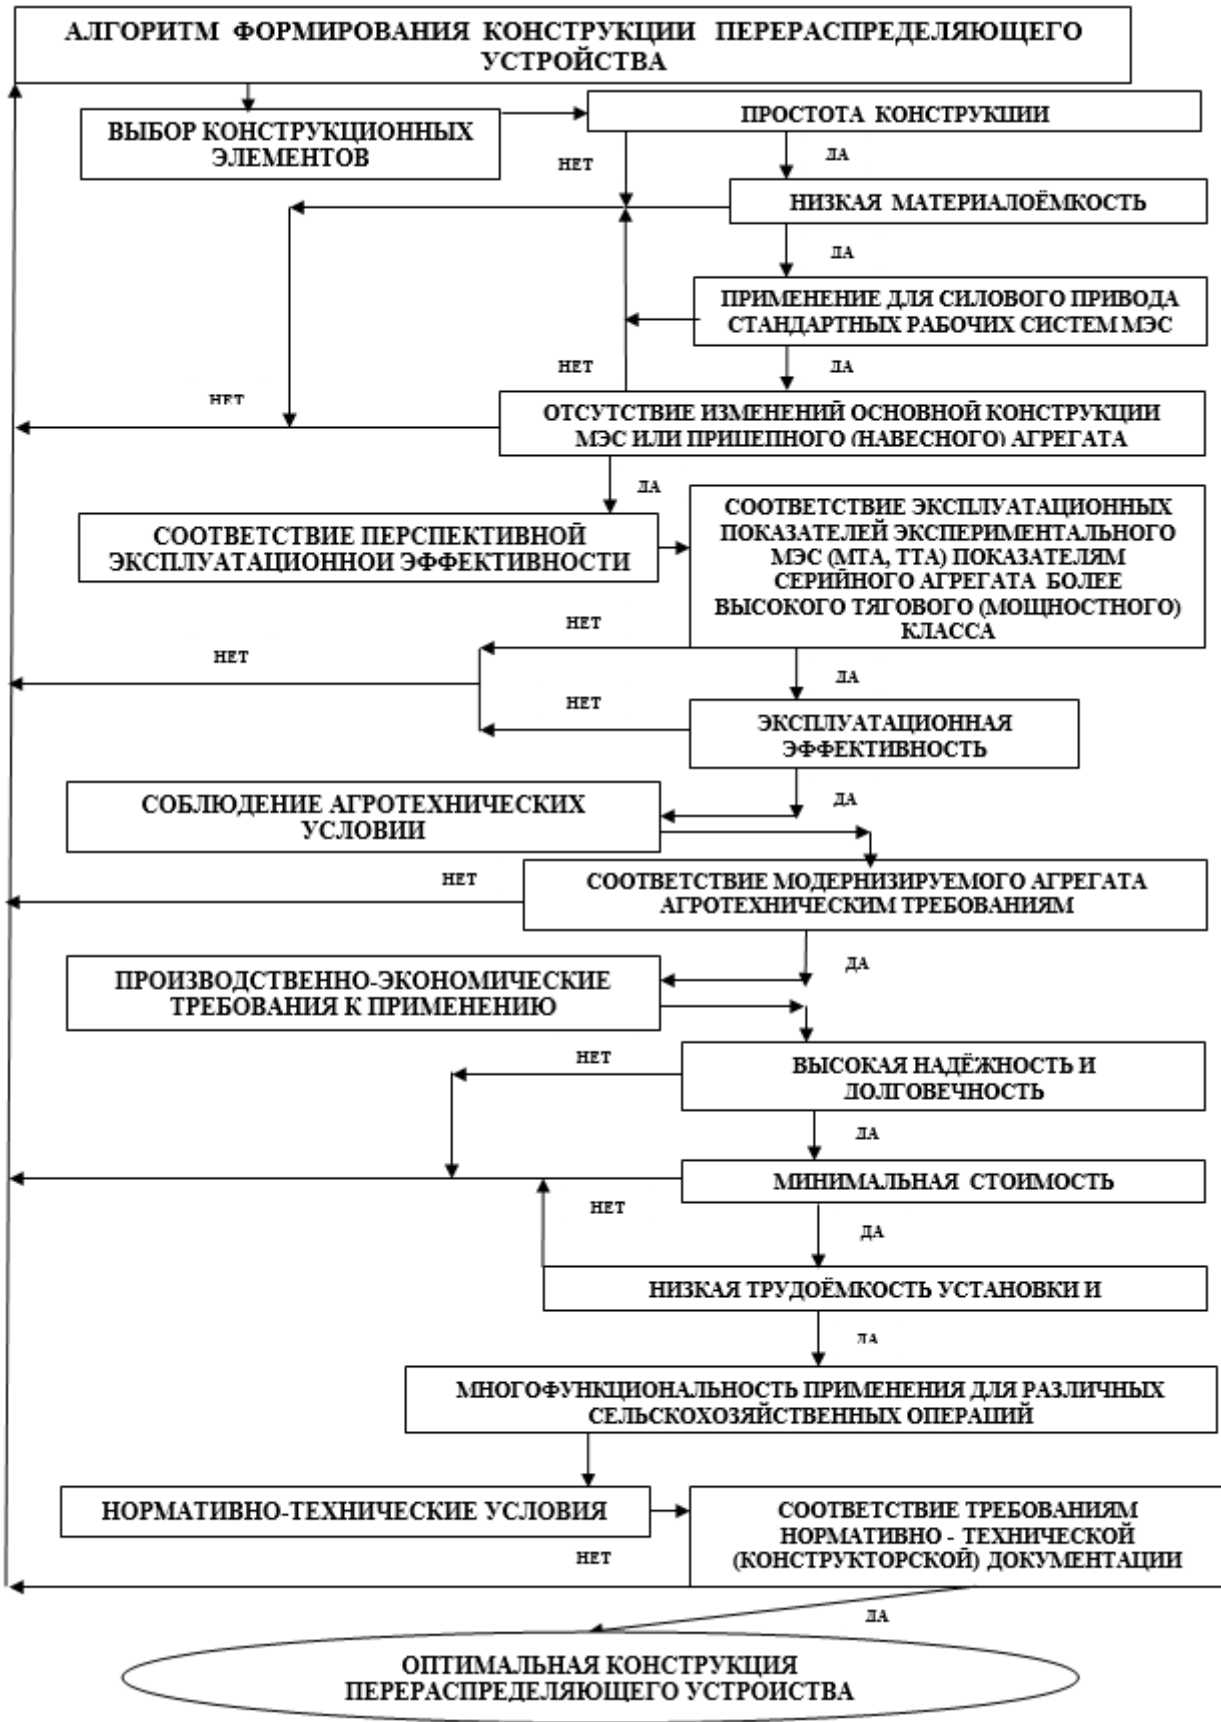 АЛГОРИТМ ФОРМИРОВАНИЯ КОНСТРУКЦИИ ПЕРЕРАСПРЕДЕЛЯЮЩЕГО
УСТРОЙСТВА
ВЫБОР КОНСТРУКЦИОННЫХ
ЭЛЕМЕНТОВ
ПРОСТОТА КОНСТРУКЦИИ
НЕТ
ДА
НИЗКАЯ МАТЕРИАЛОЁМКОСТЬ
ДА
ПРИМЕНЕНИЕ ДЛЯ СИЛОВОГО ПРИВОДА
СТАНДАРТНЫХ РАБОЧИХ СИСТЕМ МЭС
НЕТ
ДА
НЕТ
ОТСУТСТВИЕ ИЗМЕНЕНИЙ ОСНОВНОЙ КОНСТРУКЦИИ
МЭС ИЛИ ПРИЦЕПНОГО (НАВЕСНОГО) АГРЕГАТА
ДА
СООТВЕТСТВИЕ ПЕРСПЕКТИВНОЙ
ЭКСПЛУАТАЦИОННОЙ ЭФФЕКТИВНОСТИ
СООТВЕТСТВИЕ ЭКСПЛУАТАЦИОННЫХ
ПОКАЗАТЕЛЕЙ ЭКСПЕРИМЕНТАЛЬНОГО
МЭС (МТА, ТТА) ПОКАЗАТЕЛЯМ
СЕРИЙНОГО АГРЕГАТА БОЛЕЕ
ВЫСОКОГО ТЯГОВОГО (МОЩНОСТНОГО)
КЛАССА
НЕТ
НЕТ
ДА
НЕТ
ЭКСПЛУАТАЦИОННАЯ
ЭФФЕКТИВНОСТЬ
ДА
СОБЛЮДЕНИЕ АГРОТЕХНИЧЕСКИХ
УСЛОВИЙ
НЕТ
СООТВЕТСТВИЕ МОДЕРНИЗИРУЕМОГО АГРЕГАТА
АГРОТЕХНИЧЕСКИМ ТРЕБОВАНИЯМ
ДА
ПРОИЗВОДСТВЕННО-ЭКОНОМИЧЕСКИЕ
ТРЕБОВАНИЯ К ПРИМЕНЕНИЮ
НЕТ
ВЫСОКАЯ НАДЁЖНОСТЬ И
ДОЛГОВЕЧНОСТЬ
ДА
МИНИМАЛЬНАЯ СТОИМОСТЬ
НЕТ
ДА
НИЗКАЯ ТРУДОЁМКОСТЬ УСТАНОВКИ И
ДА
МНОГОФУНКЦИОНАЛЬНОСТЬ ПРИМЕНЕНИЯ ДЛЯ РАЗЛИЧНЫХ
СЕЛЬСКОХОЗЯЙСТВЕННЫХ ОПЕРАЦИЙ
НОРМАТИВНО-ТЕХНИЧЕСКИЕ УСЛОВИЯ
СООТВЕТСТВИЕ ТРЕБОВАНИЯМ
НОРМАТИВНО - ТЕХНИЧЕСКОЙ
(КОНСТРУКТОРСКОЙ) ДОКУМЕНТАЦИИ
НЕТ
ДА
ОПТИМАЛЬНАЯ КОНСТРУКЦИЯ
ПЕРЕРАСПРЕДЕЛЯЮЩЕГО УСТРОЙСТВА